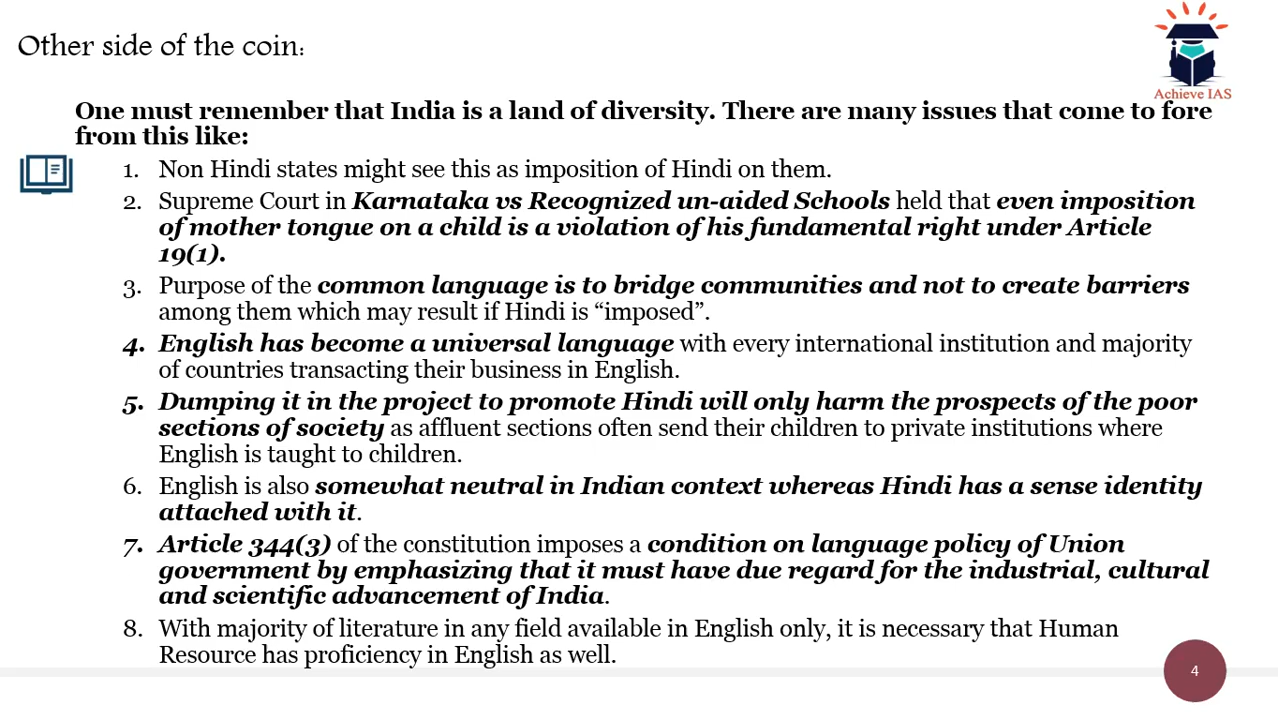 Other side of the coin:
Achieve IAS
One must remember that India is a land of diversity. There are many issues that come to fore
from this like:
1. Non Hindi states might see this as imposition of Hindi on them.
2. Supreme Court in Karnataka vs Recognized un-aided Schools held that even imposition
of mother tongue on a child is a violation of his fundamental right under Article
19(1).
3. Purpose of the common language is to bridge communities and not to create barriers
among them which may result if Hindi is “imposed”.
4. English has become a universal language with every international institution and majority
of countries transacting their business in English.
5. Dumping it in the project to promote Hindi will only harm the prospects of the poor
sections of society as affluent sections often send their children to private institutions where
English is taught to children.
6. English is also somewhat neutral in Indian context whereas Hindi has a sense identity
attached with it.
7. Article 344(3) of the constitution imposes a condition on language policy of Union
government by emphasizing that it must have due regard for the industrial, cultural
and scientific advancement of India.
8. With majority of literature in any field available in English only, it is necessary that Human
Resource has proficiency in English as well.
4